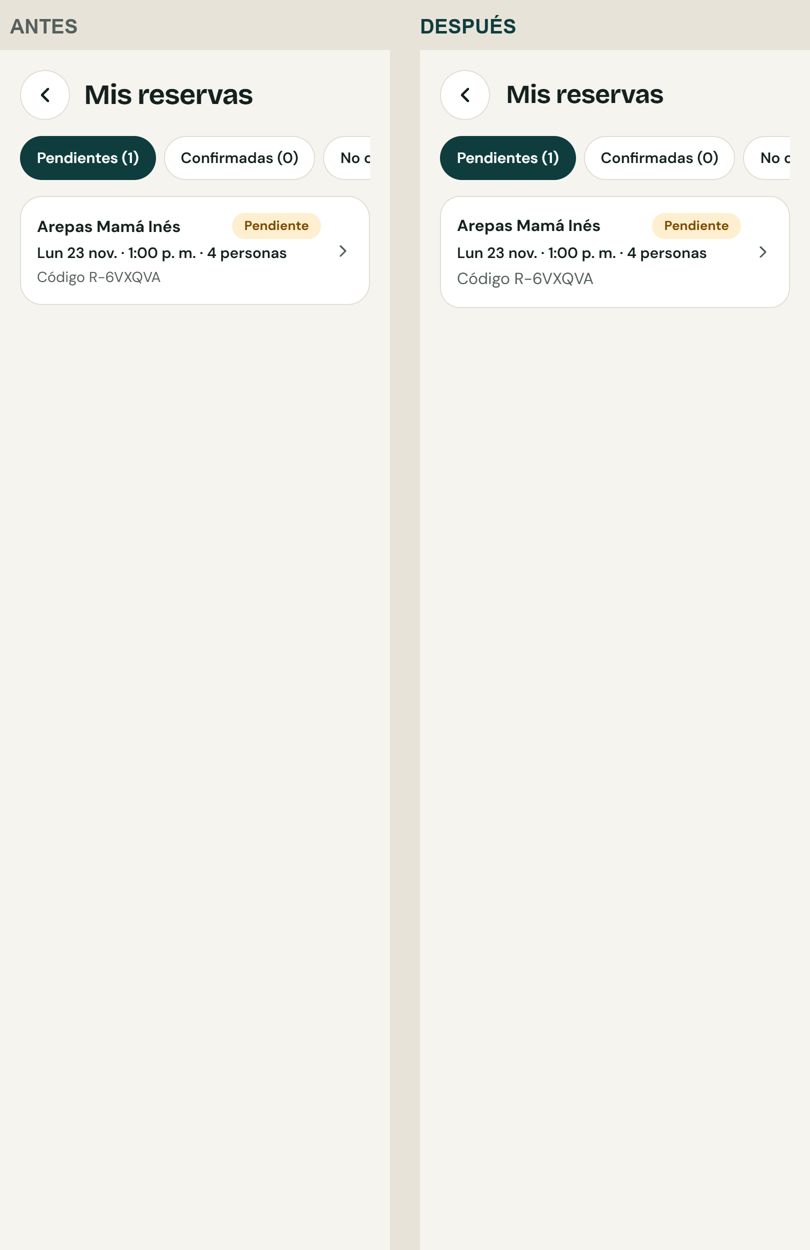 ANTES
Mis reservas
Pendientes (1)
Confirmadas (0)
No
Arepas Mamá Inés
Pendiente
Lun 23 nov. · 1:00 p. m. · 4 personas
Código R-6VXQVA
DESPUÉS
Mis reservas
Pendientes (1)
Confirmadas (0)
No
Arepas Mamá Inés
Pendiente
Lun 23 nov. · 1:00 p. m. · 4 personas
Código R-6VXQVA